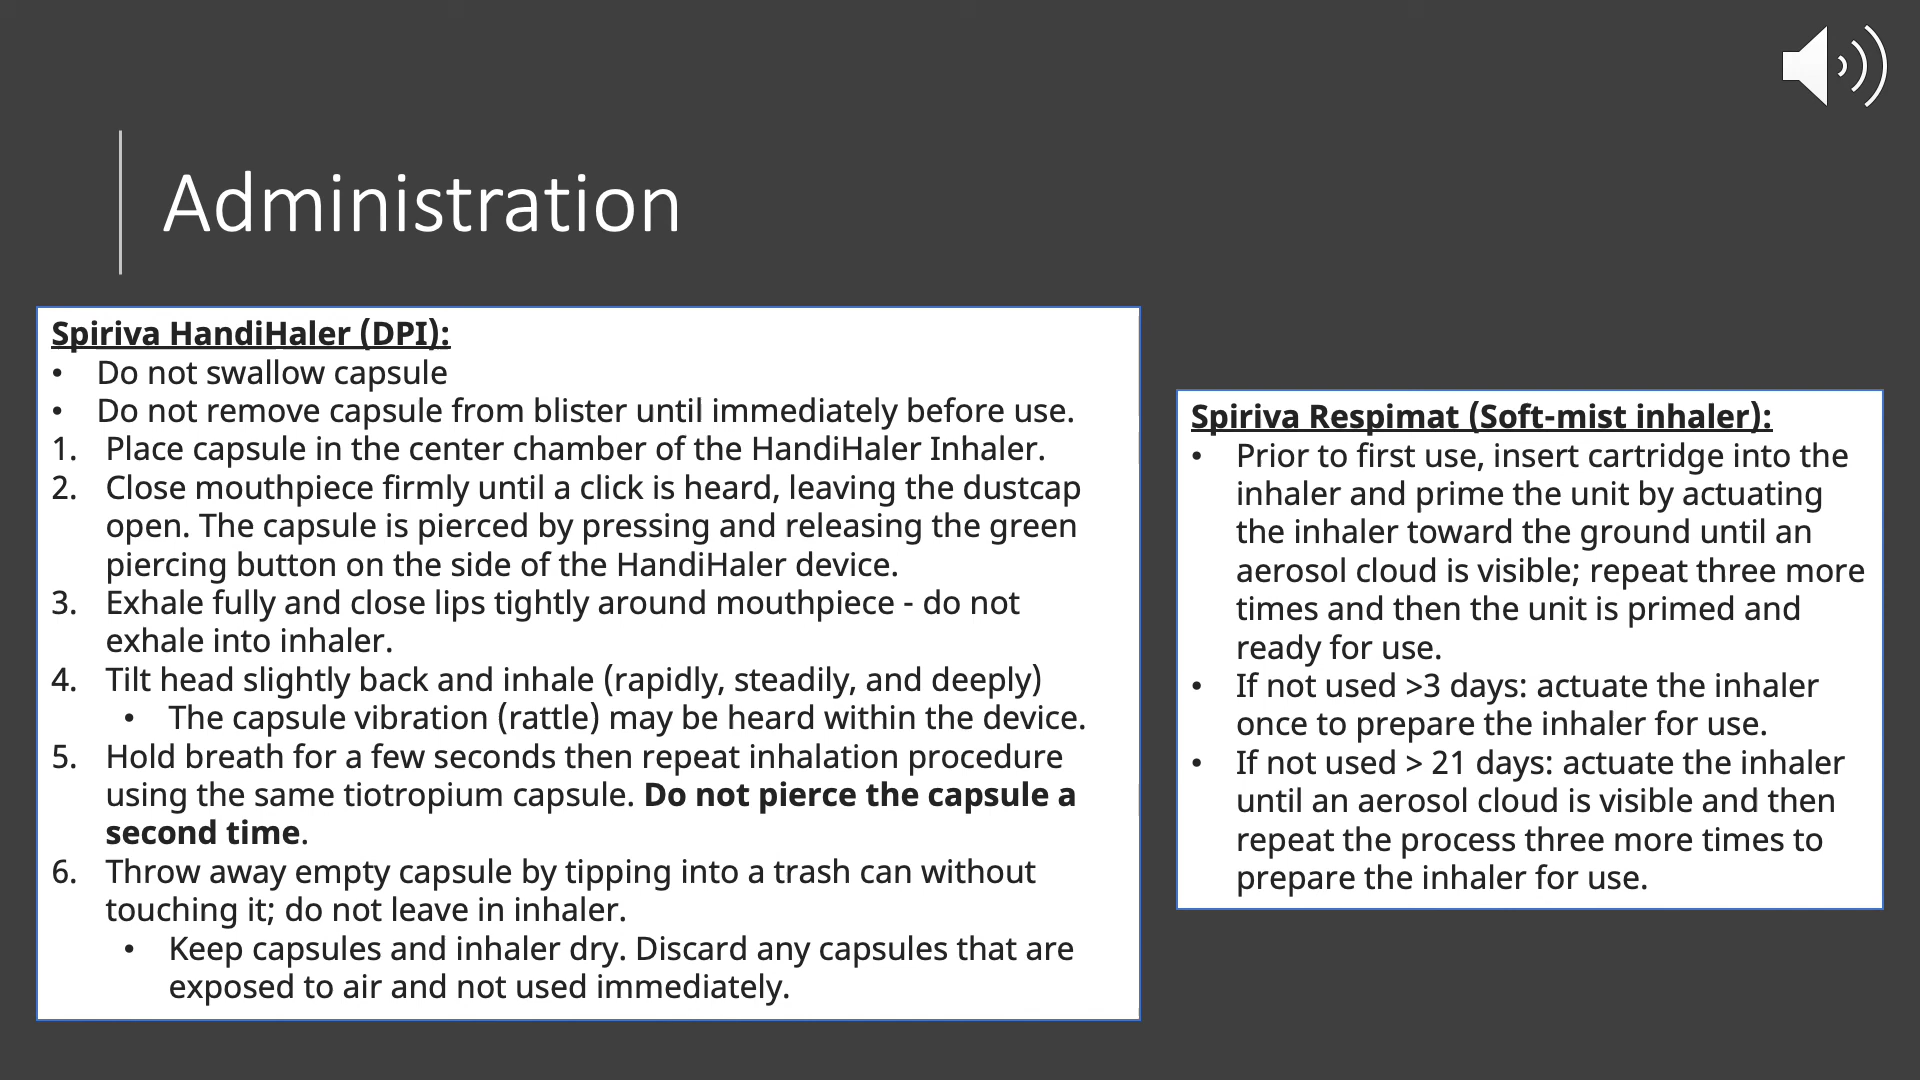 Administration
Spiriva HandiHaler (DPI):
• Do not swallow capsule
• Do not remove capsule from blister until immediately before use.
1. Place capsule in the center chamber of the HandiHaler Inhaler.
2. Close mouthpiece firmly until a click is heard, leaving the dustcap
open. The capsule is pierced by pressing and releasing the green
piercing button on the side of the HandiHaler device.
3. Exhale fully and close lips tightly around mouthpiece - do not
exhale into inhaler.
4. Tilt head slightly back and inhale (rapidly, steadily, and deeply)
• The capsule vibration (rattle) may be heard within the device.
5. Hold breath for a few seconds then repeat inhalation procedure
using the same tiotropium capsule. Do not pierce the capsule a
second time.
6. Throw away empty capsule by tipping into a trash can without
touching it; do not leave in inhaler.
• Keep capsules and inhaler dry. Discard any capsules that are
exposed to air and not used immediately.
Spiriva Respimat (Soft-mist inhaler):
• Prior to first use, insert cartridge into the
inhaler and prime the unit by actuating
the inhaler toward the ground until an
aerosol cloud is visible; repeat three more
times and then the unit is primed and
ready for use.
• If not used >3 days: actuate the inhaler
once to prepare the inhaler for use.
• If not used > 21 days: actuate the inhaler
until an aerosol cloud is visible and then
repeat the process three more times to
prepare the inhaler for use.